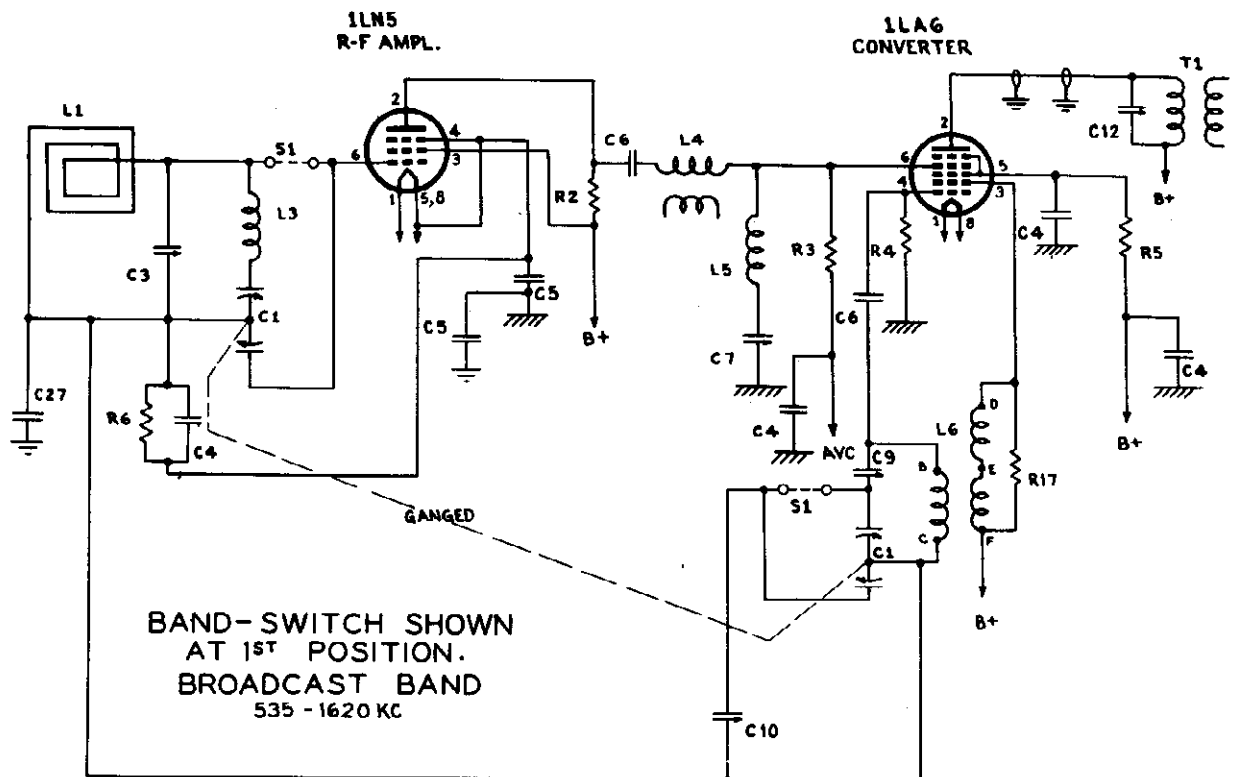 1LN5
R-F AMPL.
1LA6
CONVERTER
L1
S1
6
2
4
3
1
5,8
L3
C3
C1
C5
C5
R2
B+
C6
L4
L5
C7
R3
C4
AVC
6
4
2
5
3
1
8
R4
C6
C4
R5
C4
B+
C12
T1
B+
C27
R6
C4
GANGED
C9
S1
C1
C10
B
C
L6
D
E
F
R17
B+
BAND-SWITCH SHOWN
AT 1ST POSITION.
BROADCAST BAND
535 - 1620 KC